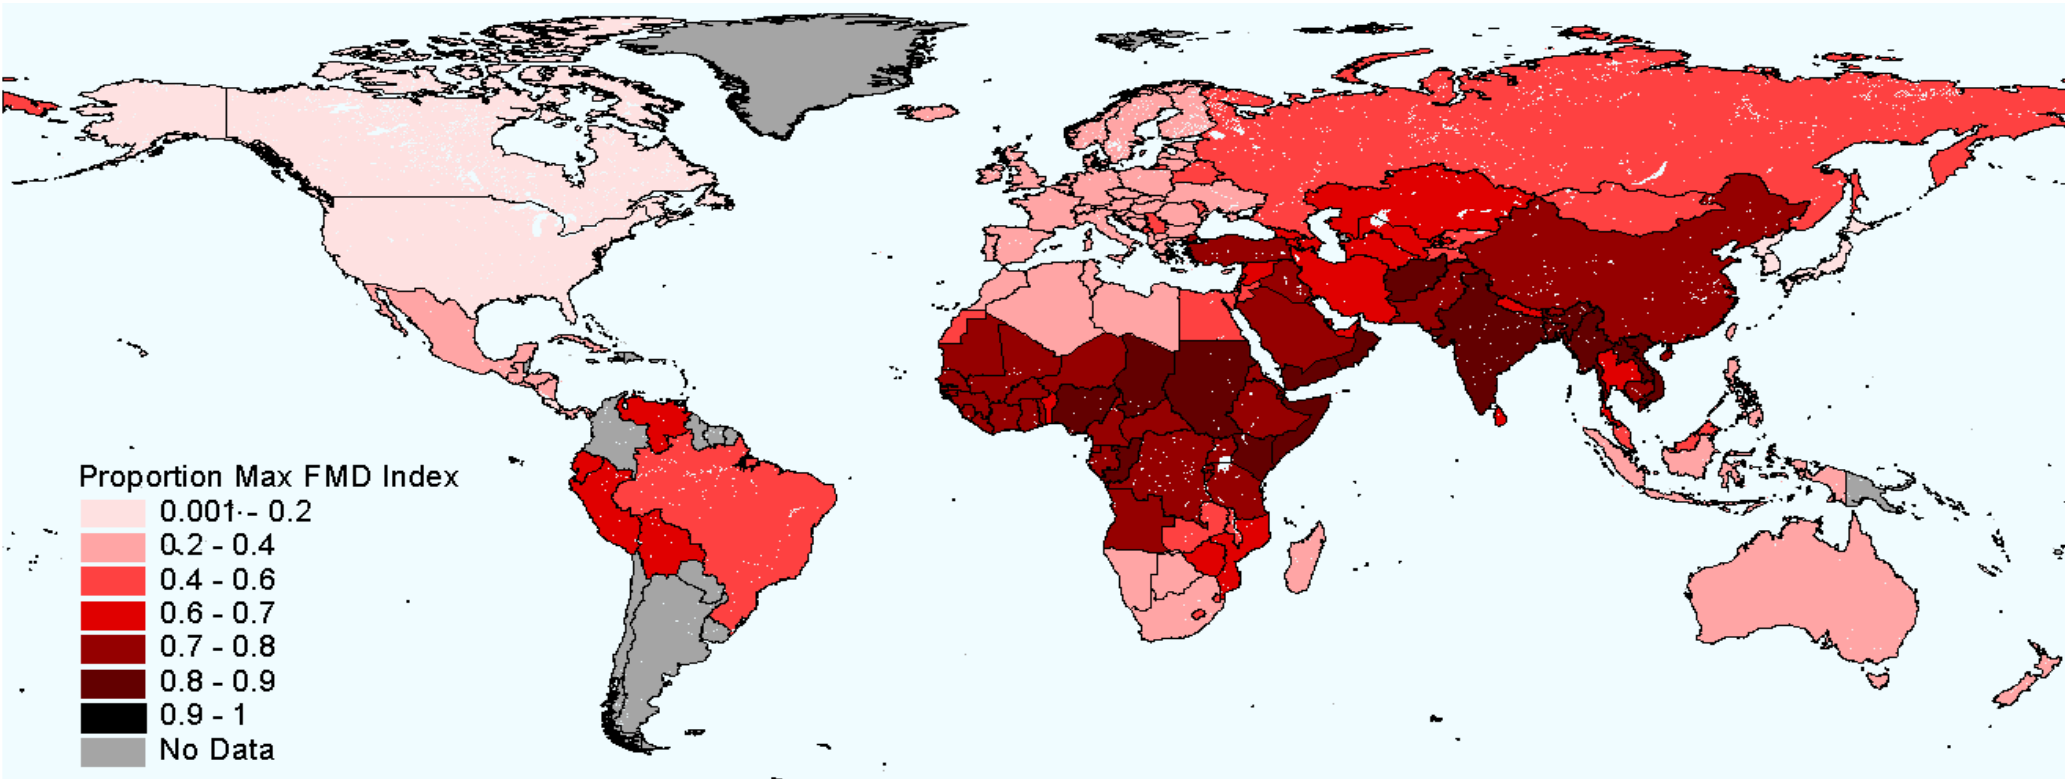 Proportion Max FMD Index
0.001 - 0.2
0.2 - 0.4
0.4 - 0.6
0.6 - 0.7
0.7 - 0.8
0.8 - 0.9
0.9 - 1
No Data